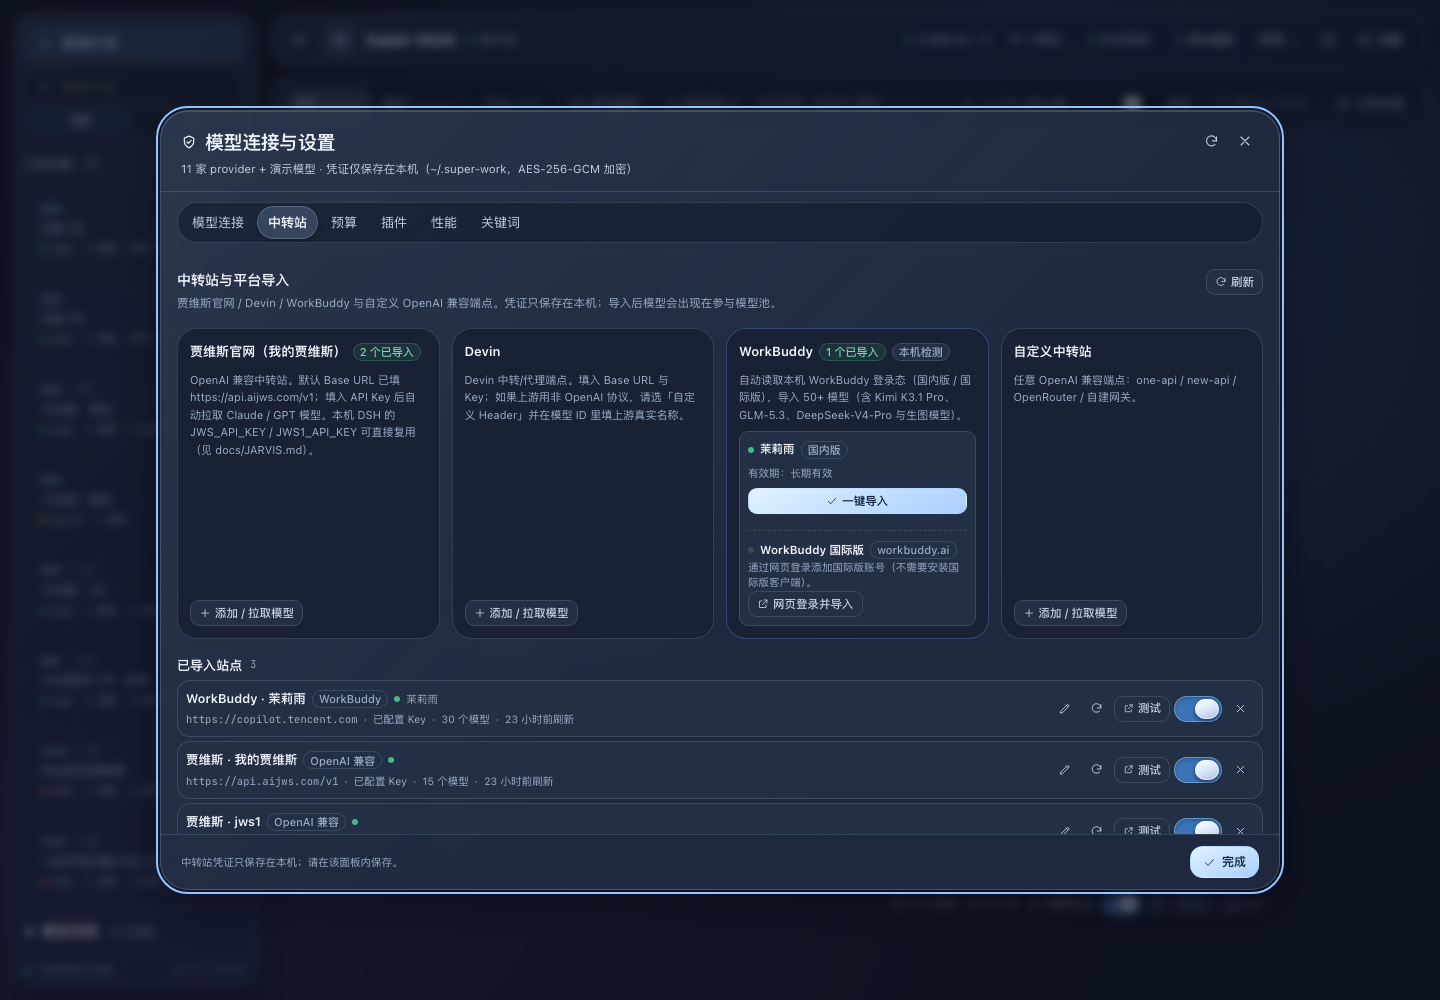 模型连接与设置
11 家 provider + 演示模型 · 凭证仅保存在本机（~/.super-work，AES-256-GCM 加密）
模型连接 中转站 预算 插件 性能 关键词
中转站与平台导入
刷新
贾维斯官网 / Devin / WorkBuddy 与自定义 OpenAI 兼容端点。凭证只保存在本机；导入后模型会出现在参与模型池。
贾维斯官网（我的贾维斯） 2 个已导入
OpenAI 兼容中转站。默认 Base URL 已填
https://api.aijws.com/v1；填入 API Key 后自
动拉取 Claude / GPT 模型。本机 DSH 的
JWS_API_KEY / JWS1_API_KEY 可直接复用
（见 docs/JARVIS.md）。
添加 / 拉取模型
Devin
Devin 中转/代理端点。填入 Base URL 与
Key；如果上游用非 OpenAI 协议，请选「自定
义 Header」并在模型 ID 里填上游真实名称。
添加 / 拉取模型
WorkBuddy 1 个已导入 本机检测
自动读取本机 WorkBuddy 登录态（国内版 / 国
际版），导入 50+ 模型（含 Kimi K3.1 Pro、
GLM-5.3、DeepSeek-V4-Pro 与生图模型）。
茉莉雨 国内版
有效期：长期有效
一键导入
WorkBuddy 国际版 workbuddy.ai
通过网页登录添加国际版账号（不需要安装国
际版客户端）。
网页登录并导入
自定义中转站
任意 OpenAI 兼容端点：one-api / new-api /
OpenRouter / 自建网关。
添加 / 拉取模型
已导入站点 3
WorkBuddy · 茉莉雨 WorkBuddy 茉莉雨
https://copilot.tencent.com · 已配置 Key · 30 个模型 · 23 小时前刷新
测试
贾维斯 · 我的贾维斯 OpenAI 兼容
https://api.aijws.com/v1 · 已配置 Key · 15 个模型 · 23 小时前刷新
测试
贾维斯 · jws1 OpenAI 兼容
测试
中转站凭证只保存在本机；请在该面板内保存。
完成